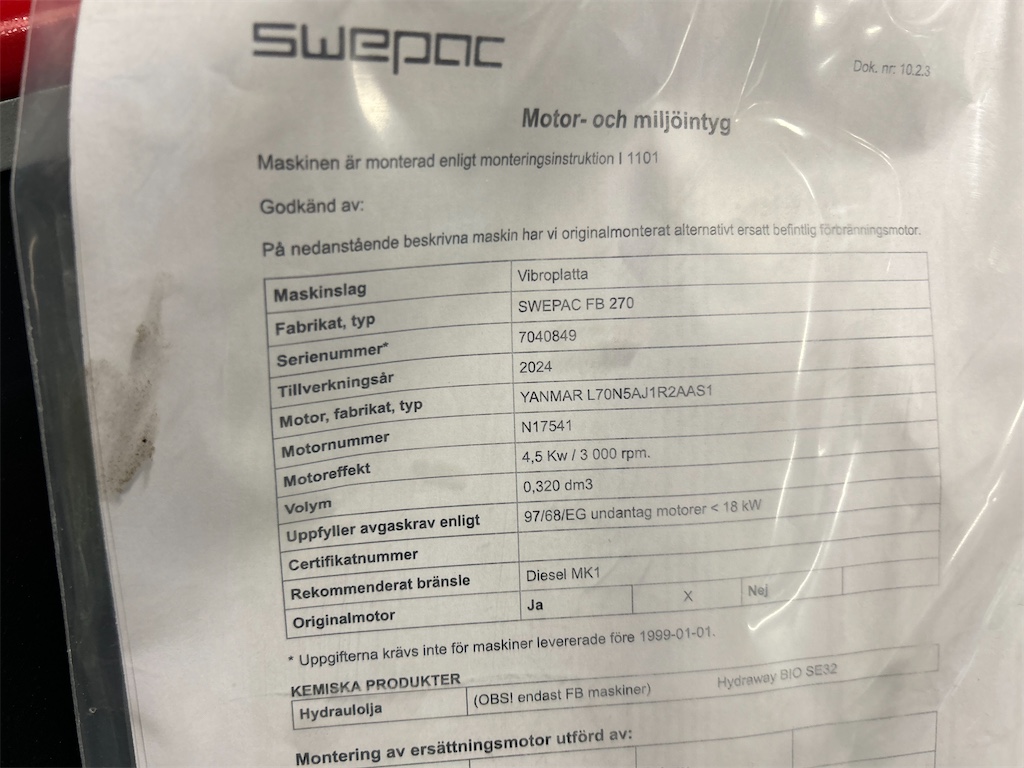 swepac
Dok. nr: 10.2.3
Motor- och miljöintyg
Maskinen är monterad enligt monteringsinstruktion I 1101
Godkänd av:
På nedanstående beskrivna maskin har vi originalmonterat alternativt ersatt befintlig förbränningsmotor.
Maskinslag Vibroplatta
Fabrikat, typ SWEPAC FB 270
Serienummer* 7040849
Tillverkningsår 2024
Motor, fabrikat, typ YANMAR L70N5AJ1R2AAS1
Motornummer N17541
Motoreffekt 4,5 Kw / 3 000 rpm.
Volym 0,320 dm3
Uppfyller avgaskrav enligt 97/68/EG undantag motorer < 18 kW
Certifikatnummer
Rekommenderat bränsle Diesel MK1
Originalmotor Ja X Nej
* Uppgifterna krävs inte för maskiner levererade före 1999-01-01.
KEMISKA PRODUKTER
Hydraulolja (OBS! endast FB maskiner) Hydraway BIO SE32
Montering av ersättningsmotor utförd av: